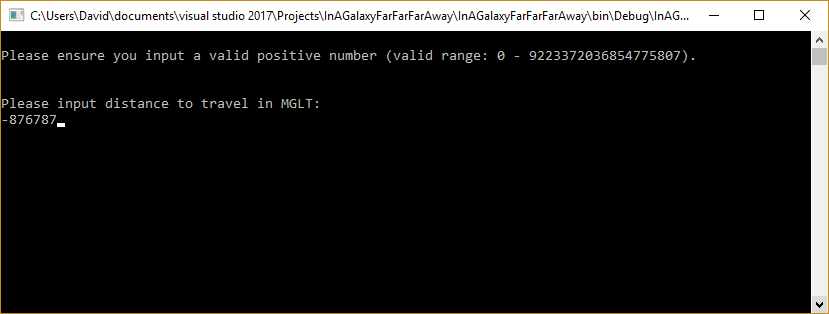 C:\Users\David\documents\visual studio 2017\Projects\InAGalaxyFarFarFarAway\InAGalaxyFarFarFarAway\bin\Debug\InAG...
Please ensure you input a valid positive number (valid range: 0 - 9223372036854775807).
Please input distance to travel in MGLT:
-876787